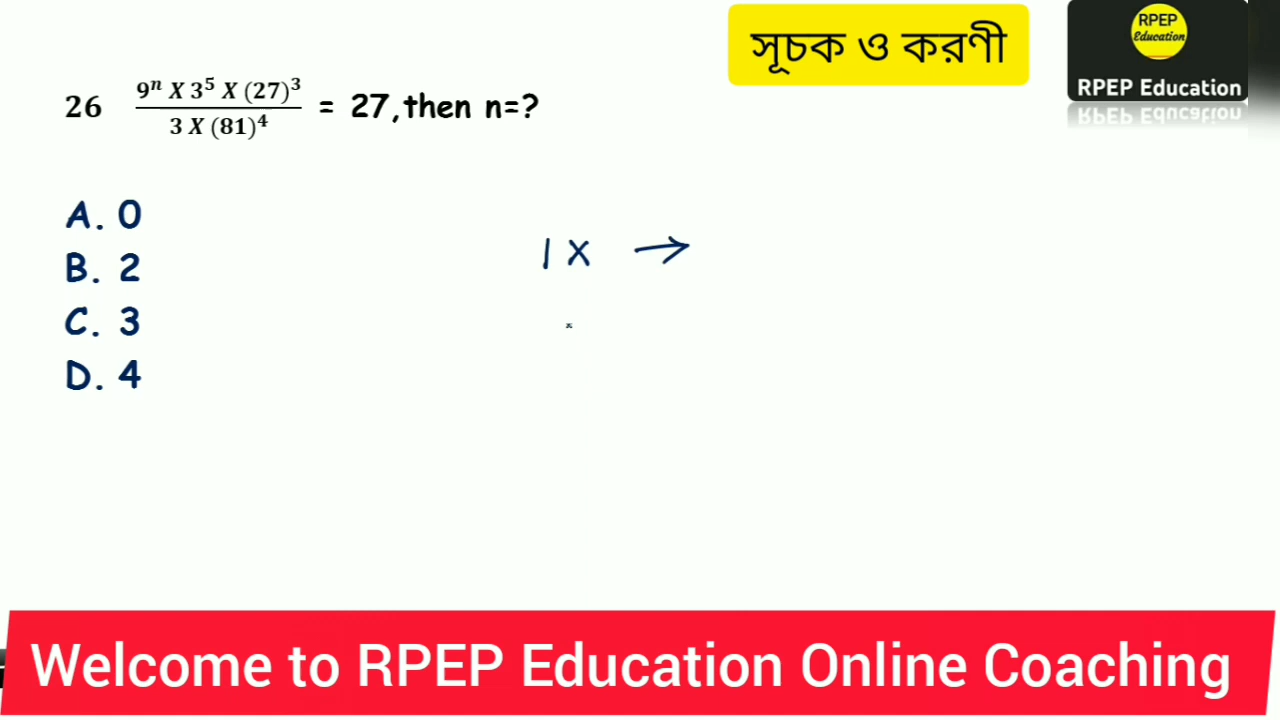 সূচক ও করণী
RPEP
Education
RPEP Education
26 9ⁿ X 3⁵ X (27)³ / 3 X (81)⁴ = 27,then n=?
A. 0
B. 2
C. 3
D. 4
1 X →
Welcome to RPEP Education Online Coaching